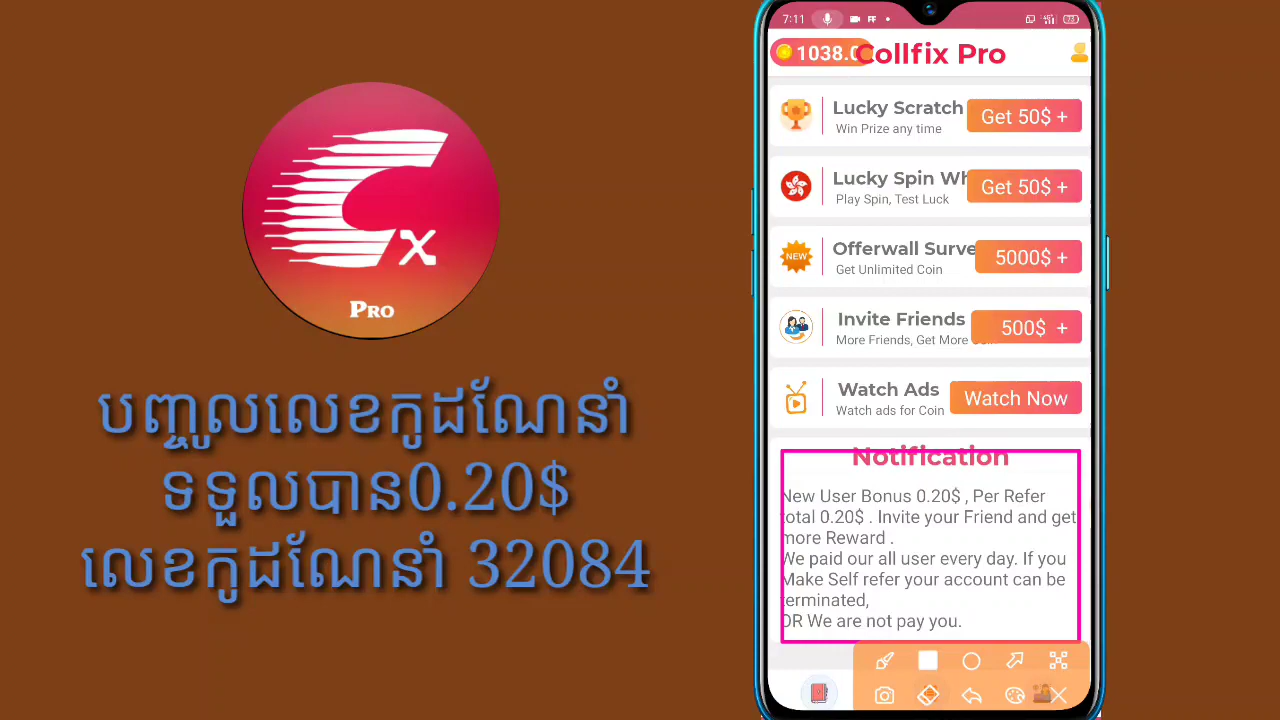 x
PRO
បញ្ចូលលេខកូដណែនាំ
ទទួលបាន0.20$
លេខកូដណែនាំ 32084
7:11
1038.0
Collfix Pro
Lucky Scratch
Win Prize any time
Get 50$ +
Lucky Spin Wh
Play Spin, Test Luck
Get 50$ +
NEW
Offerwall Surve
Get Unlimited Coin
5000$ +
Invite Friends
More Friends, Get More
500$ +
Watch Ads
Watch ads for Coin
Watch Now
Notification
New User Bonus 0.20$ , Per Refer
total 0.20$ . Invite your Friend and get
more Reward .
We paid our all user every day. If you
Make Self refer your account can be
terminated,
OR We are not pay you.